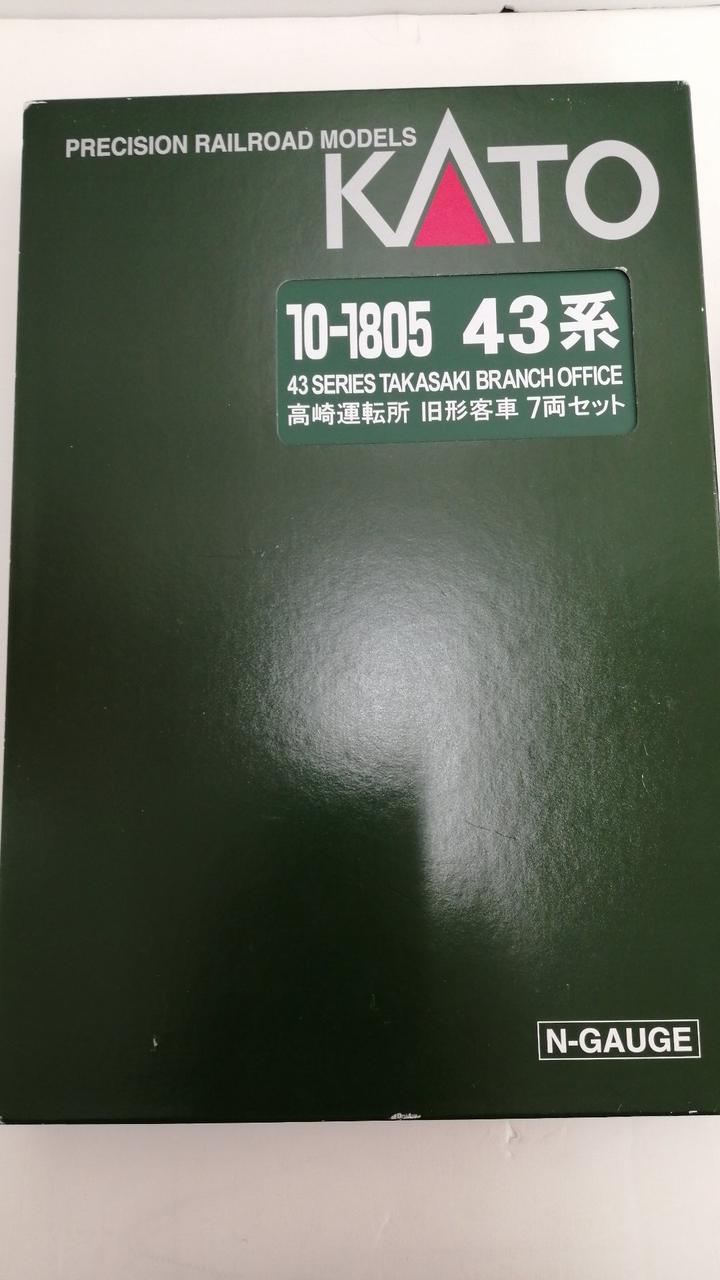 PRECISION RAILROAD MODELS
KATO
10-1805 43系
43 SERIES TAKASAKI BRANCH OFFICE
高崎運転所 旧形客車 7両セット
N-GAUGE